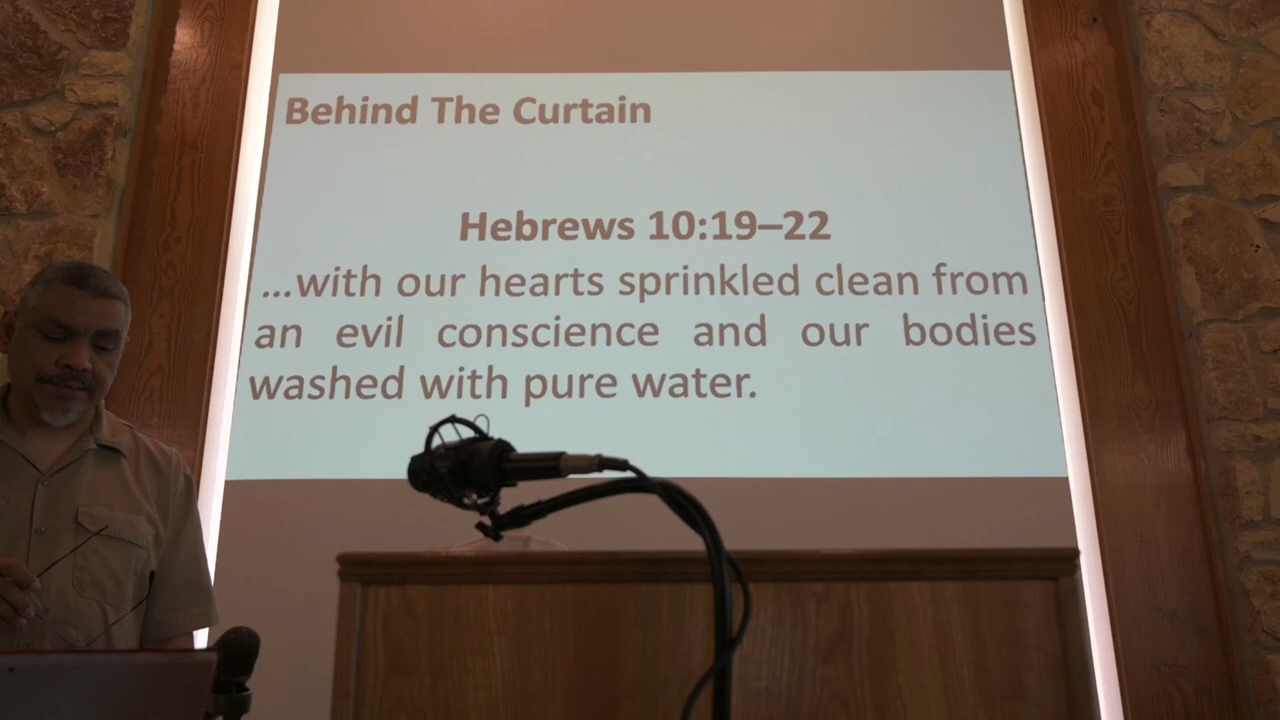 Behind The Curtain
Hebrews 10:19–22
...with our hearts sprinkled clean from
an evil conscience and our bodies
washed with pure water.